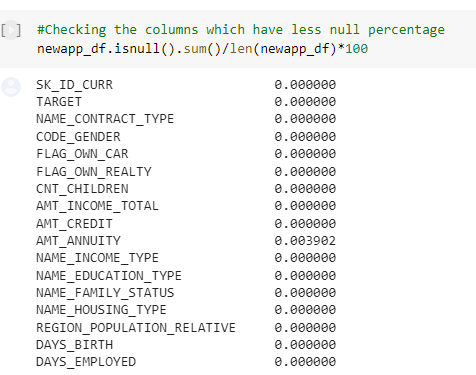 [ ] #Checking the columns which have less null percentage
newapp_df.isnull().sum()/len(newapp_df)*100
SK_ID_CURR 0.000000
TARGET 0.000000
NAME_CONTRACT_TYPE 0.000000
CODE_GENDER 0.000000
FLAG_OWN_CAR 0.000000
FLAG_OWN_REALTY 0.000000
CNT_CHILDREN 0.000000
AMT_INCOME_TOTAL 0.000000
AMT_CREDIT 0.000000
AMT_ANNUITY 0.003902
NAME_INCOME_TYPE 0.000000
NAME_EDUCATION_TYPE 0.000000
NAME_FAMILY_STATUS 0.000000
NAME_HOUSING_TYPE 0.000000
REGION_POPULATION_RELATIVE 0.000000
DAYS_BIRTH 0.000000
DAYS_EMPLOYED 0.000000